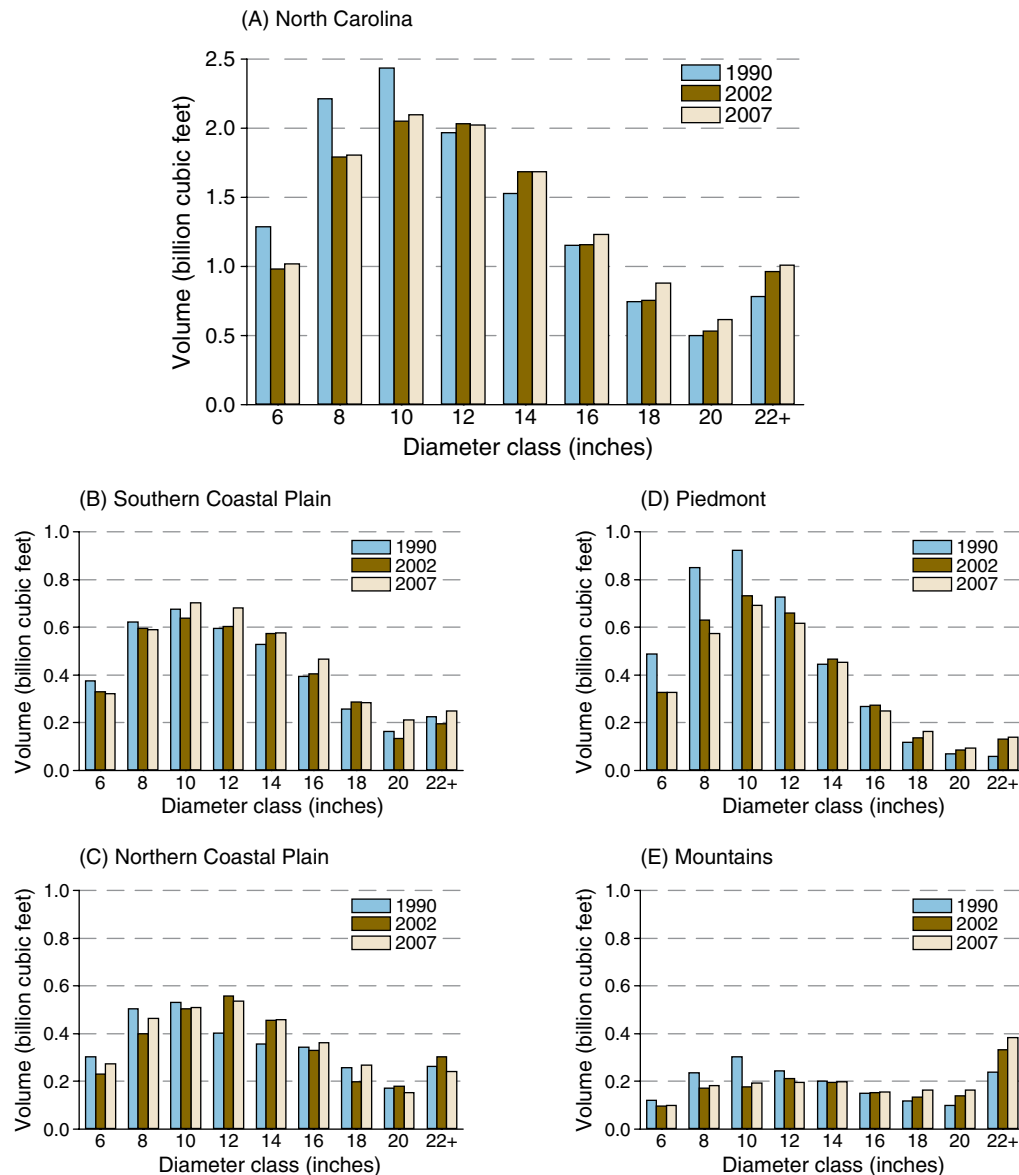 (A) North Carolina
Volume (billion cubic feet)
2.5
2.0
1.5
1.0
0.5
0.0
1990
2002
2007
6 8 10 12 14 16 18 20 22+
Diameter class (inches)
(B) Southern Coastal Plain
Volume (billion cubic feet)
1.0
0.8
0.6
0.4
0.2
0.0
1990
2002
2007
6 8 10 12 14 16 18 20 22+
Diameter class (inches)
(D) Piedmont
Volume (billion cubic feet)
1.0
0.8
0.6
0.4
0.2
0.0
1990
2002
2007
6 8 10 12 14 16 18 20 22+
Diameter class (inches)
(C) Northern Coastal Plain
Volume (billion cubic feet)
1.0
0.8
0.6
0.4
0.2
0.0
1990
2002
2007
6 8 10 12 14 16 18 20 22+
Diameter class (inches)
(E) Mountains
Volume (billion cubic feet)
1.0
0.8
0.6
0.4
0.2
0.0
1990
2002
2007
6 8 10 12 14 16 18 20 22+
Diameter class (inches)